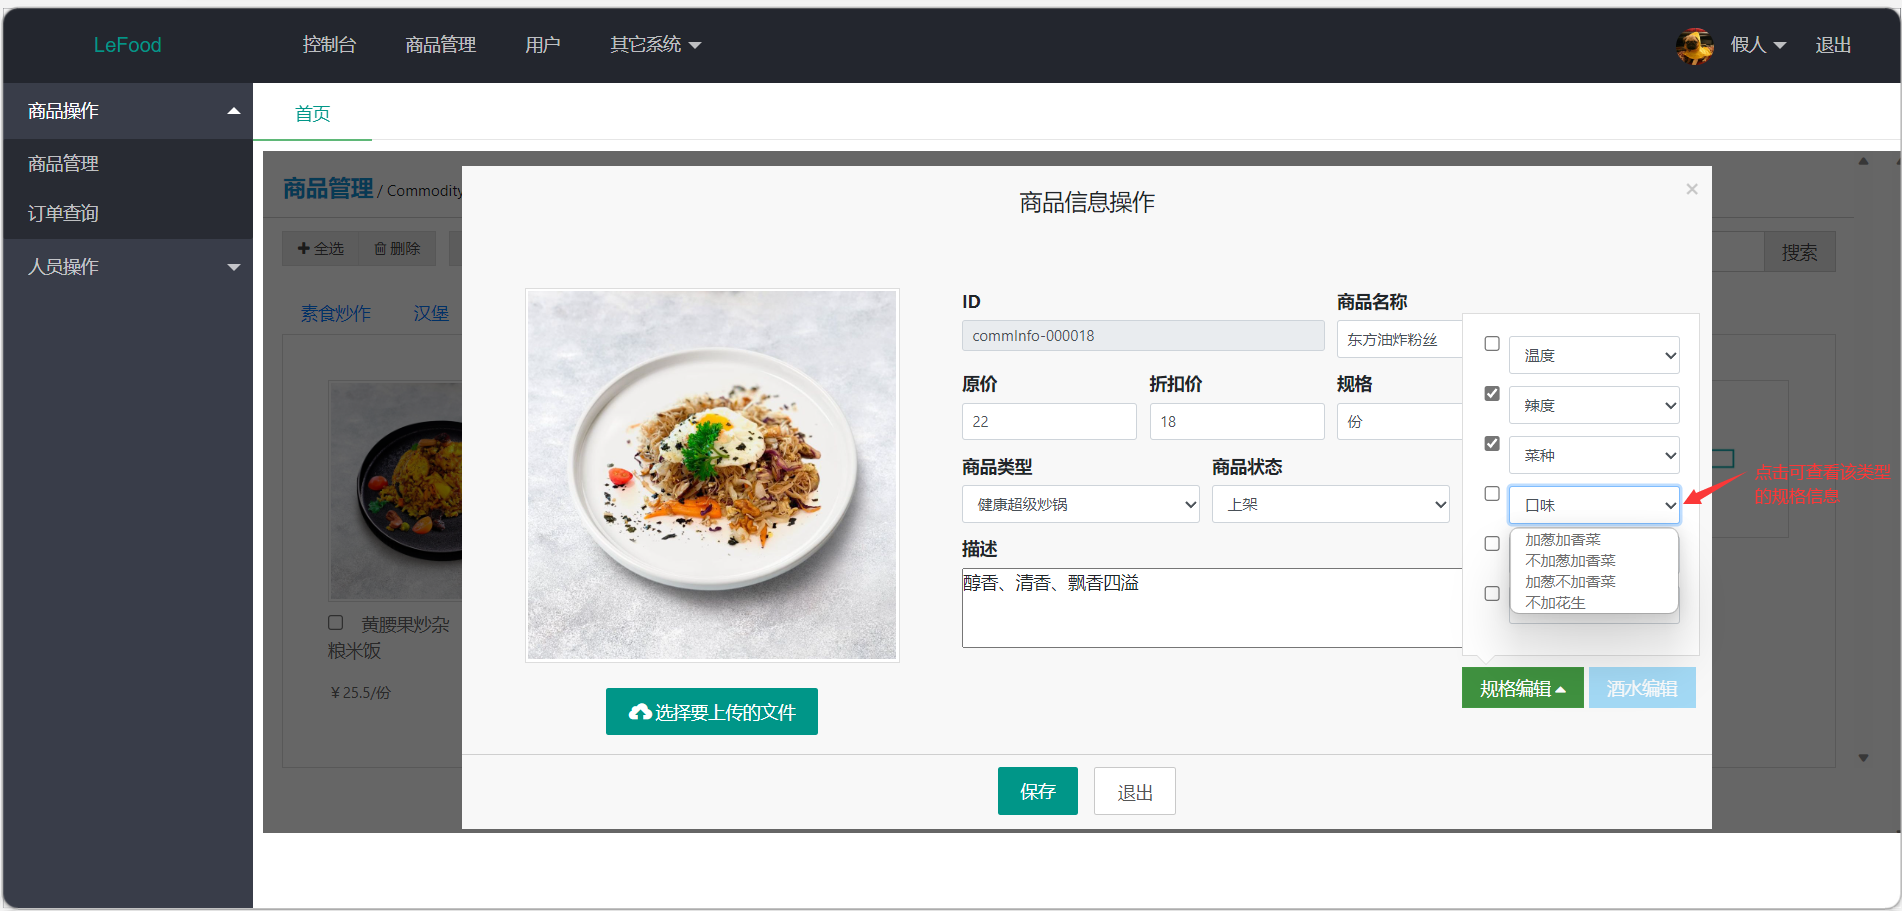 LeFood
控制台
商品管理
用户
其它系统
假人
退出
商品操作
商品管理
订单查询
人员操作
首页
商品管理 / Commodity
全选
删除
搜索
素食炒作
汉堡
黄腰果炒杂
粮米饭
￥25.5/份
商品信息操作
×
ID
commInfo-000018
商品名称
东方油炸粉丝
原价
22
折扣价
18
规格
份
商品类型
健康超级炒锅
商品状态
上架
描述
醇香、清香、飘香四溢
温度
辣度
菜种
口味
加葱加香菜
不加葱加香菜
加葱不加香菜
不加花生
点击可查看该类型
的规格信息
规格编辑
酒水编辑
选择要上传的文件
保存
退出